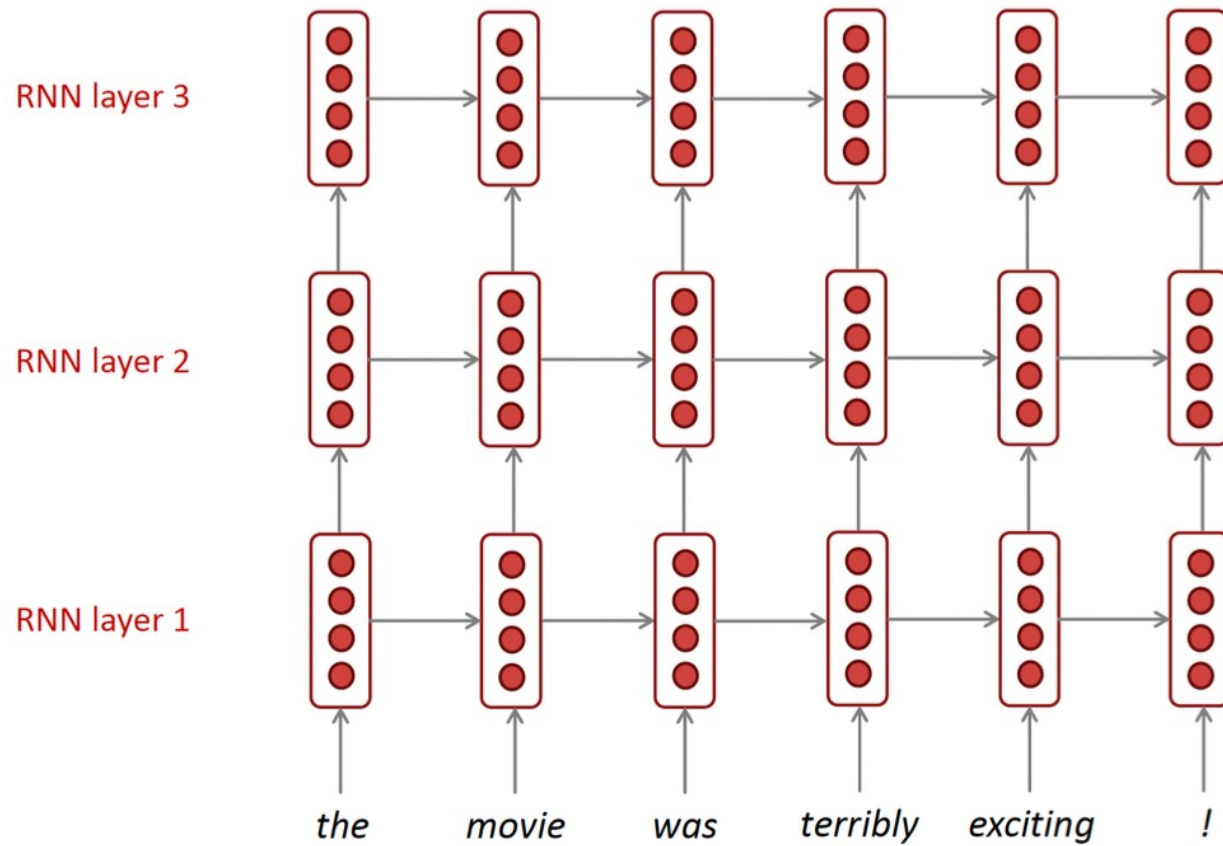 RNN layer 3
RNN layer 2
RNN layer 1
the movie was terribly exciting !